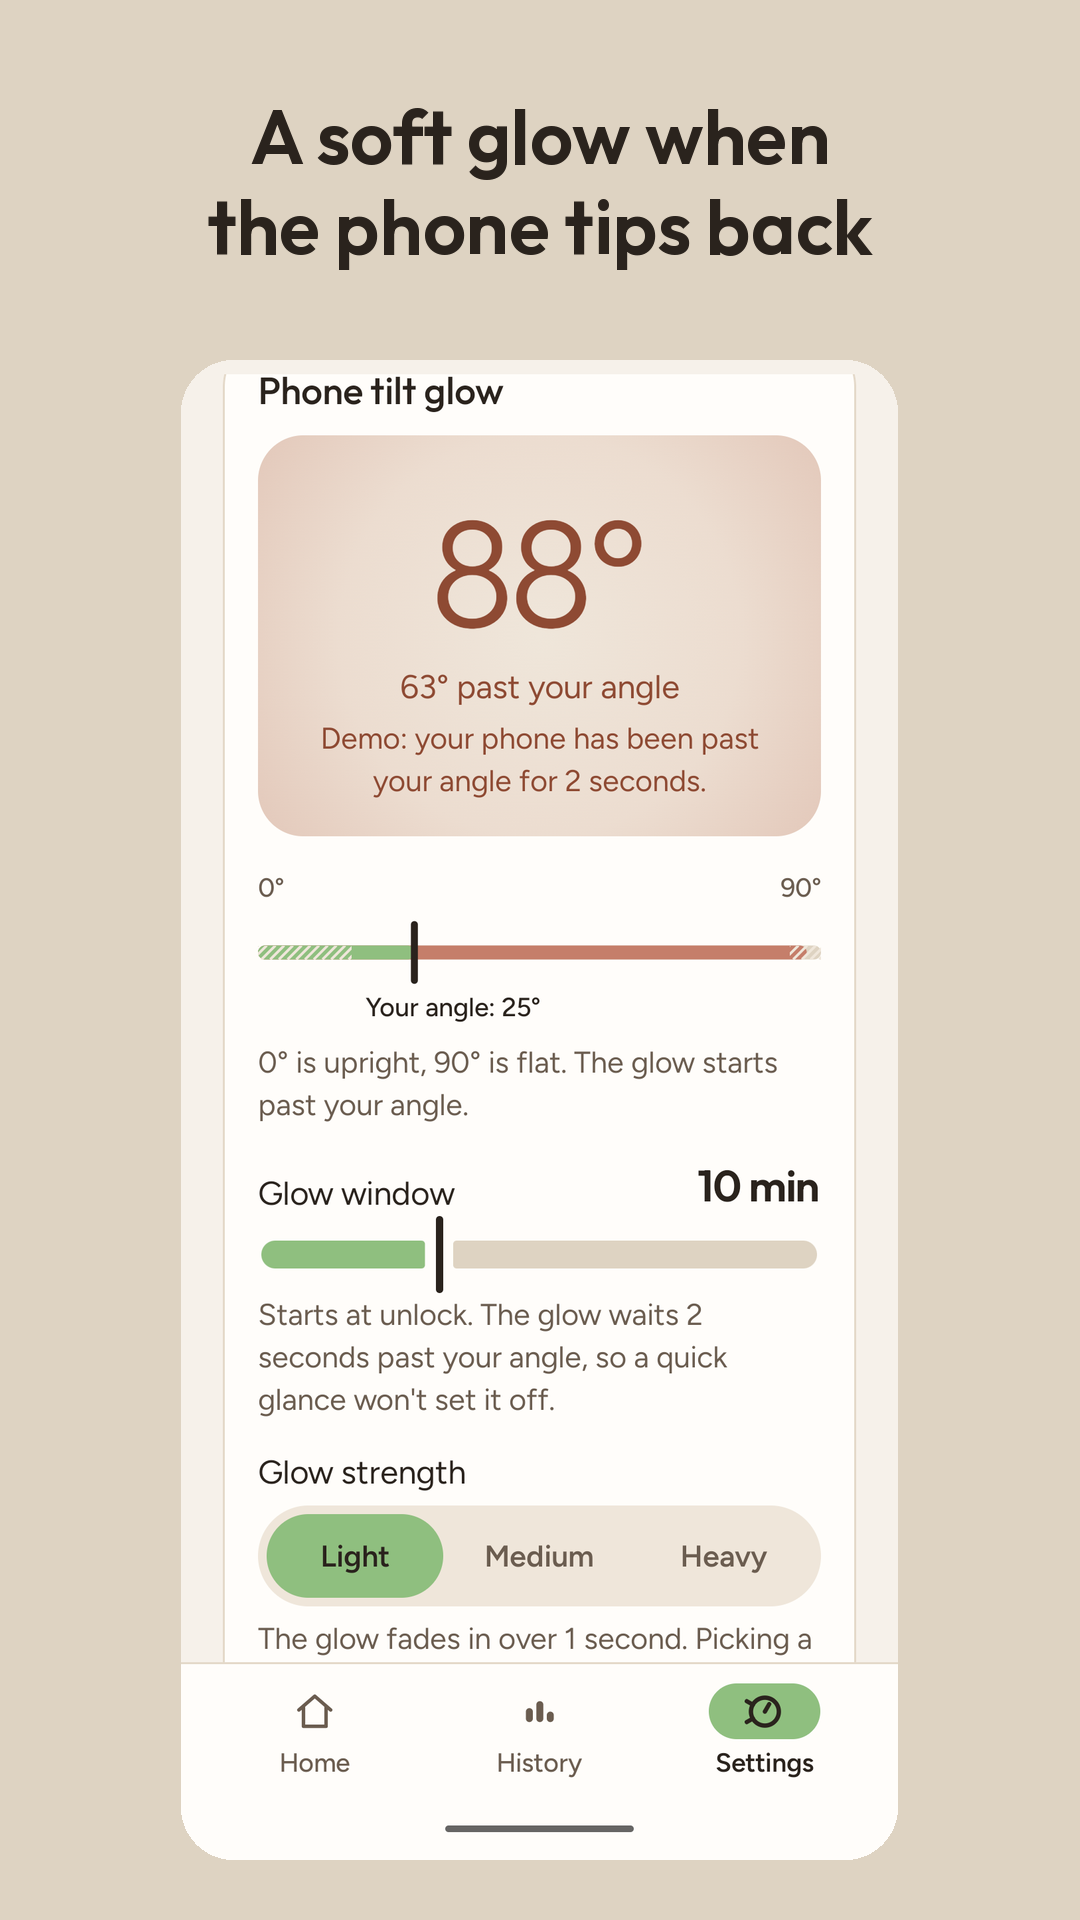 A soft glow when
the phone tips back
Phone tilt glow
88°
63° past your angle
Demo: your phone has been past
your angle for 2 seconds.
0° 90°
Your angle: 25°
0° is upright, 90° is flat. The glow starts
past your angle.
Glow window 10 min
Starts at unlock. The glow waits 2
seconds past your angle, so a quick
glance won't set it off.
Glow strength
Light Medium Heavy
The glow fades in over 1 second. Picking a
Home History Settings